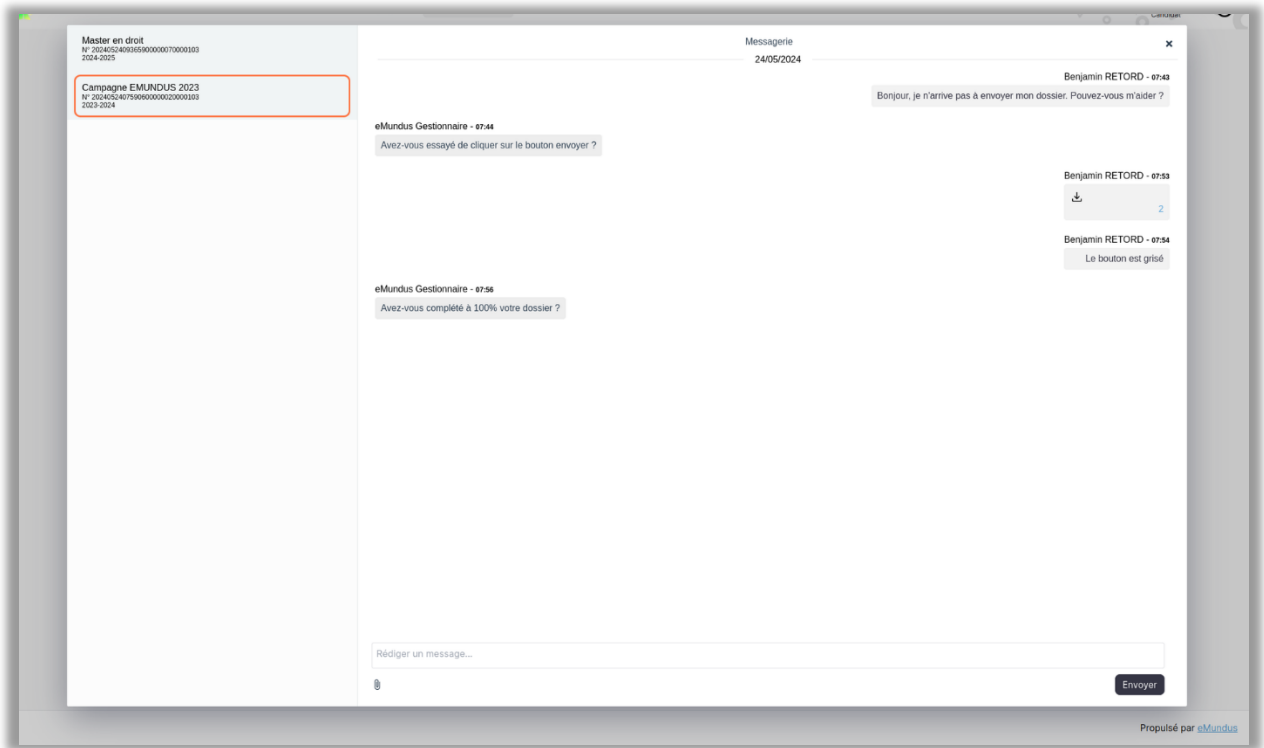 Candidat
Master en droit
N° 2024052409365900000070000103
2024-2025
Campagne EMUNDUS 2023
N° 2024052407590600000020000103
2023-2024
Messagerie
24/05/2024
Benjamin RETORD - 07:43
Bonjour, je n'arrive pas à envoyer mon dossier. Pouvez-vous m'aider ?
eMundus Gestionnaire - 07:44
Avez-vous essayé de cliquer sur le bouton envoyer ?
Benjamin RETORD - 07:53
2
Benjamin RETORD - 07:54
Le bouton est grisé
eMundus Gestionnaire - 07:56
Avez-vous complété à 100% votre dossier ?
Rédiger un message...
Envoyer
Propulsé par eMundus